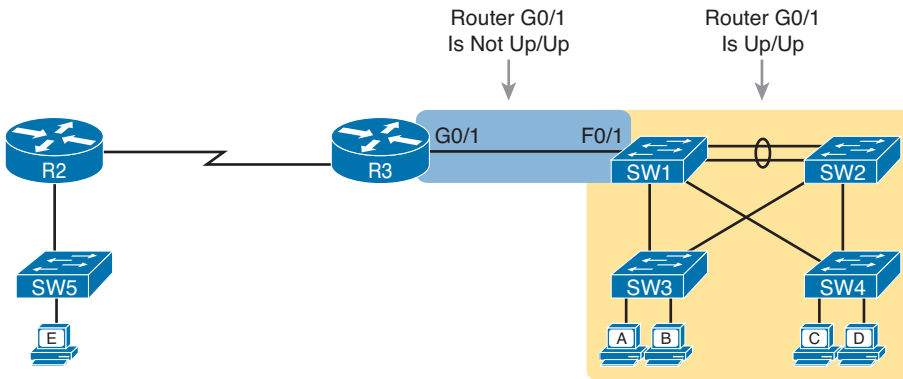 Router G0/1
Is Not Up/Up
Router G0/1
Is Up/Up
G0/1
F0/1
R2
R3
SW1
SW2
SW5
SW3
SW4
E
A
B
C
D